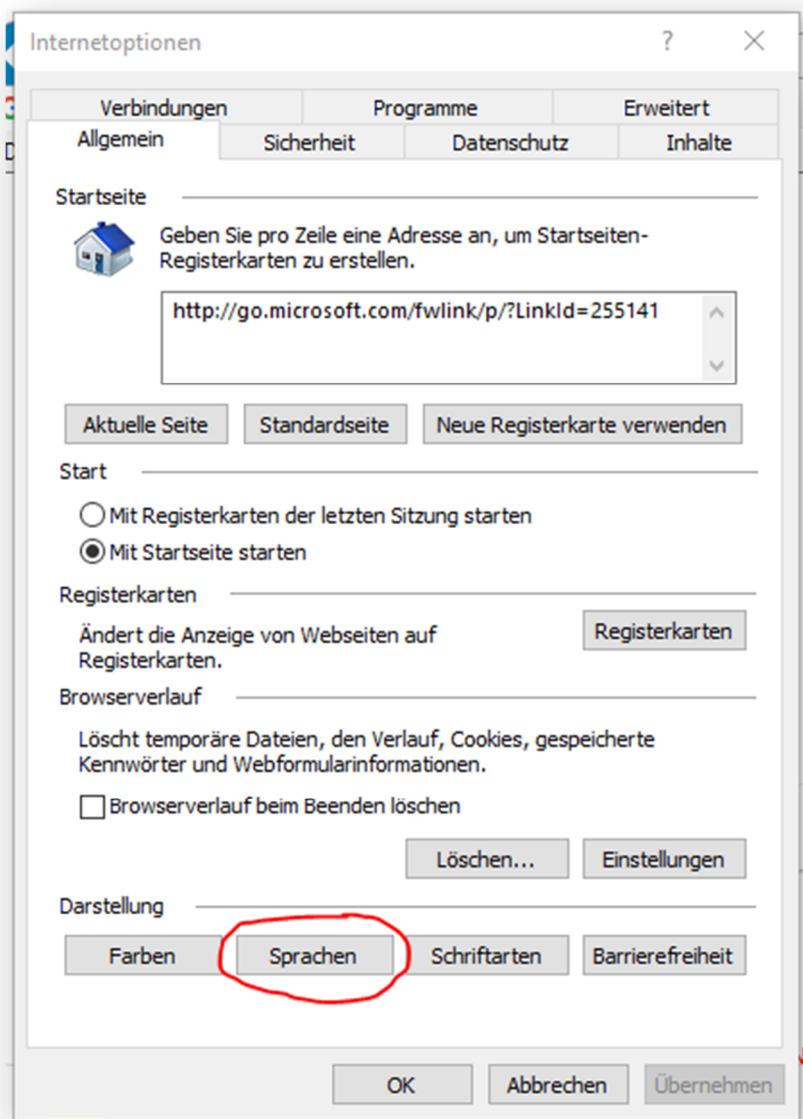 Internetoptionen
Verbindungen Programme Erweitert
Allgemein Sicherheit Datenschutz Inhalte
Startseite
Geben Sie pro Zeile eine Adresse an, um Startseiten-
Registerkarten zu erstellen.
http://go.microsoft.com/fwlink/p/?LinkId=255141
Aktuelle Seite Standardseite Neue Registerkarte verwenden
Start
Mit Registerkarten der letzten Sitzung starten
Mit Startseite starten
Registerkarten
Ändert die Anzeige von Webseiten auf
Registerkarten.
Registerkarten
Browserverlauf
Löscht temporäre Dateien, den Verlauf, Cookies, gespeicherte
Kennwörter und Webformularinformationen.
Browserverlauf beim Beenden löschen
Löschen... Einstellungen
Darstellung
Farben Sprachen Schriftarten Barrierefreiheit
OK Abbrechen Übernehmen